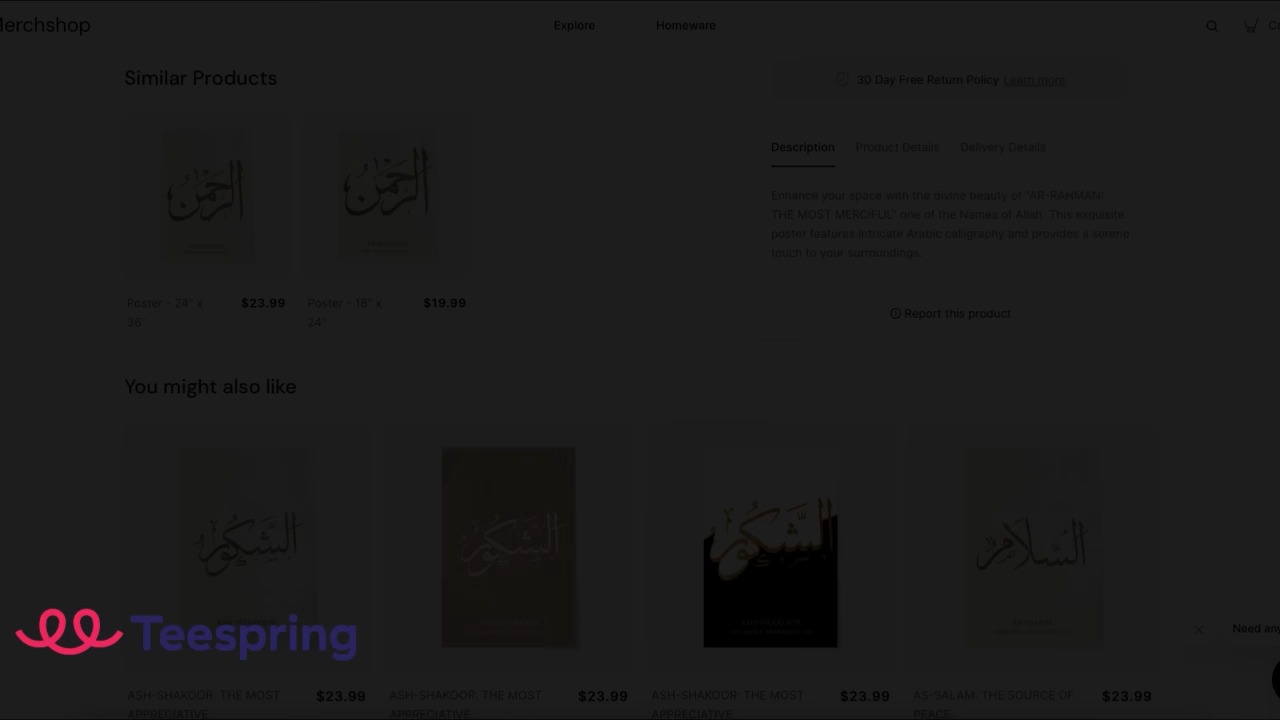 Merchshop
Explore
Homeware
Similar Products
30 Day Free Return Policy Learn more
الرحمن
الرحمن
Description
Product Details
Delivery Details
Enhance your space with the divine beauty of "AR-RAHMAN:
THE MOST MERCIFUL" one of the Names of Allah. This exquisite
poster features intricate Arabic calligraphy and provides a serene
touch to your surroundings.
Poster - 24" x
36"
$23.99
Poster - 18" x
24"
$19.99
Report this product
You might also like
الشكور
الشكور
الشكور
السلام
Teespring
Need any
ASH-SHAKOOR: THE MOST
APPRECIATIVE
$23.99
ASH-SHAKOOR: THE MOST
APPRECIATIVE
$23.99
ASH-SHAKOOR: THE MOST
APPRECIATIVE
$23.99
AS-SALAM: THE SOURCE OF
PEACE
$23.99